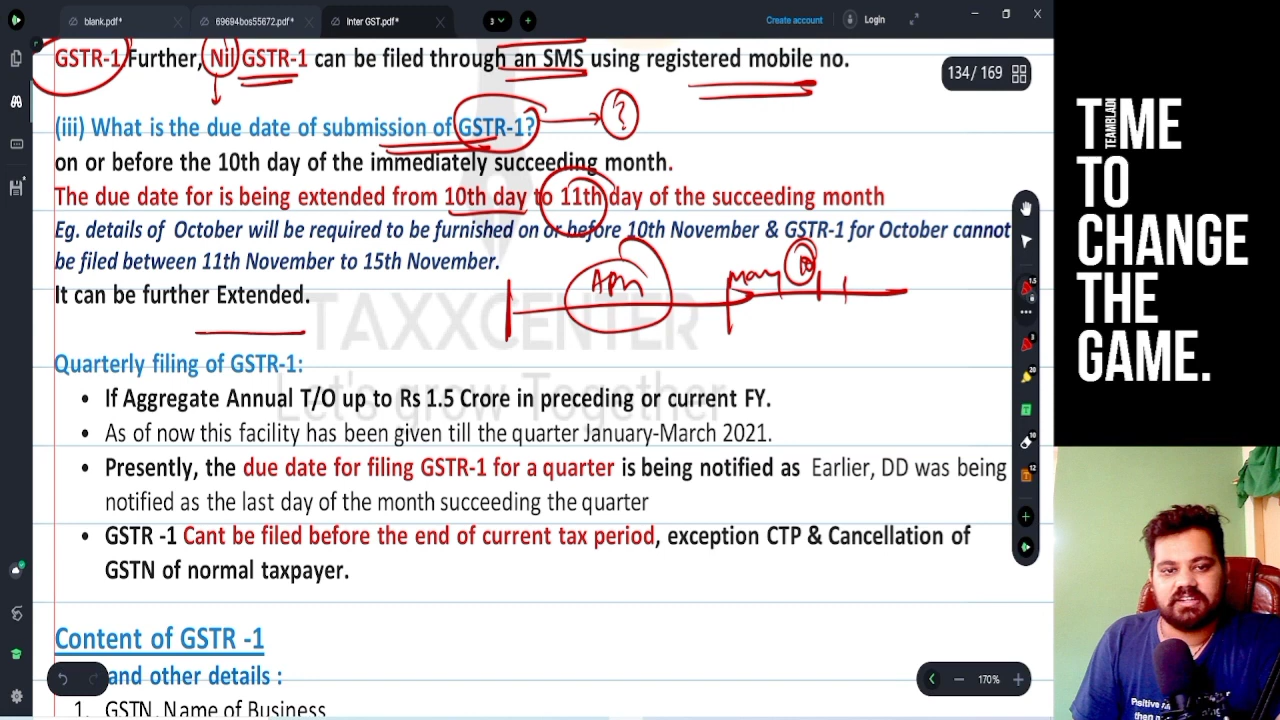 blank.pdf*
69694bos55672.pdf*
Inter GST.pdf*
3
Create account
Login
GSTR-1 Further, Nil GSTR-1 can be filed through an SMS using registered mobile no.
134 / 169
(iii) What is the due date of submission of GSTR-1? ?
on or before the 10th day of the immediately succeeding month.
The due date for is being extended from 10th day to 11th day of the succeeding month
Eg. details of October will be required to be furnished on or before 10th November & GSTR-1 for October cannot
be filed between 11th November to 15th November.
It can be further Extended.
May
TAXXCENTER
Let's grow Together
Quarterly filing of GSTR-1:
• If Aggregate Annual T/O up to Rs 1.5 Crore in preceding or current FY.
• As of now this facility has been given till the quarter January-March 2021.
• Presently, the due date for filing GSTR-1 for a quarter is being notified as Earlier, DD was being
notified as the last day of the month succeeding the quarter
• GSTR -1 Cant be filed before the end of current tax period, exception CTP & Cancellation of
GSTN of normal taxpayer.
Content of GSTR -1
and other details :
1. GSTN, Name of Business
170%
TIME
TEAMBLADI
TO
CHANGE
THE
GAME.